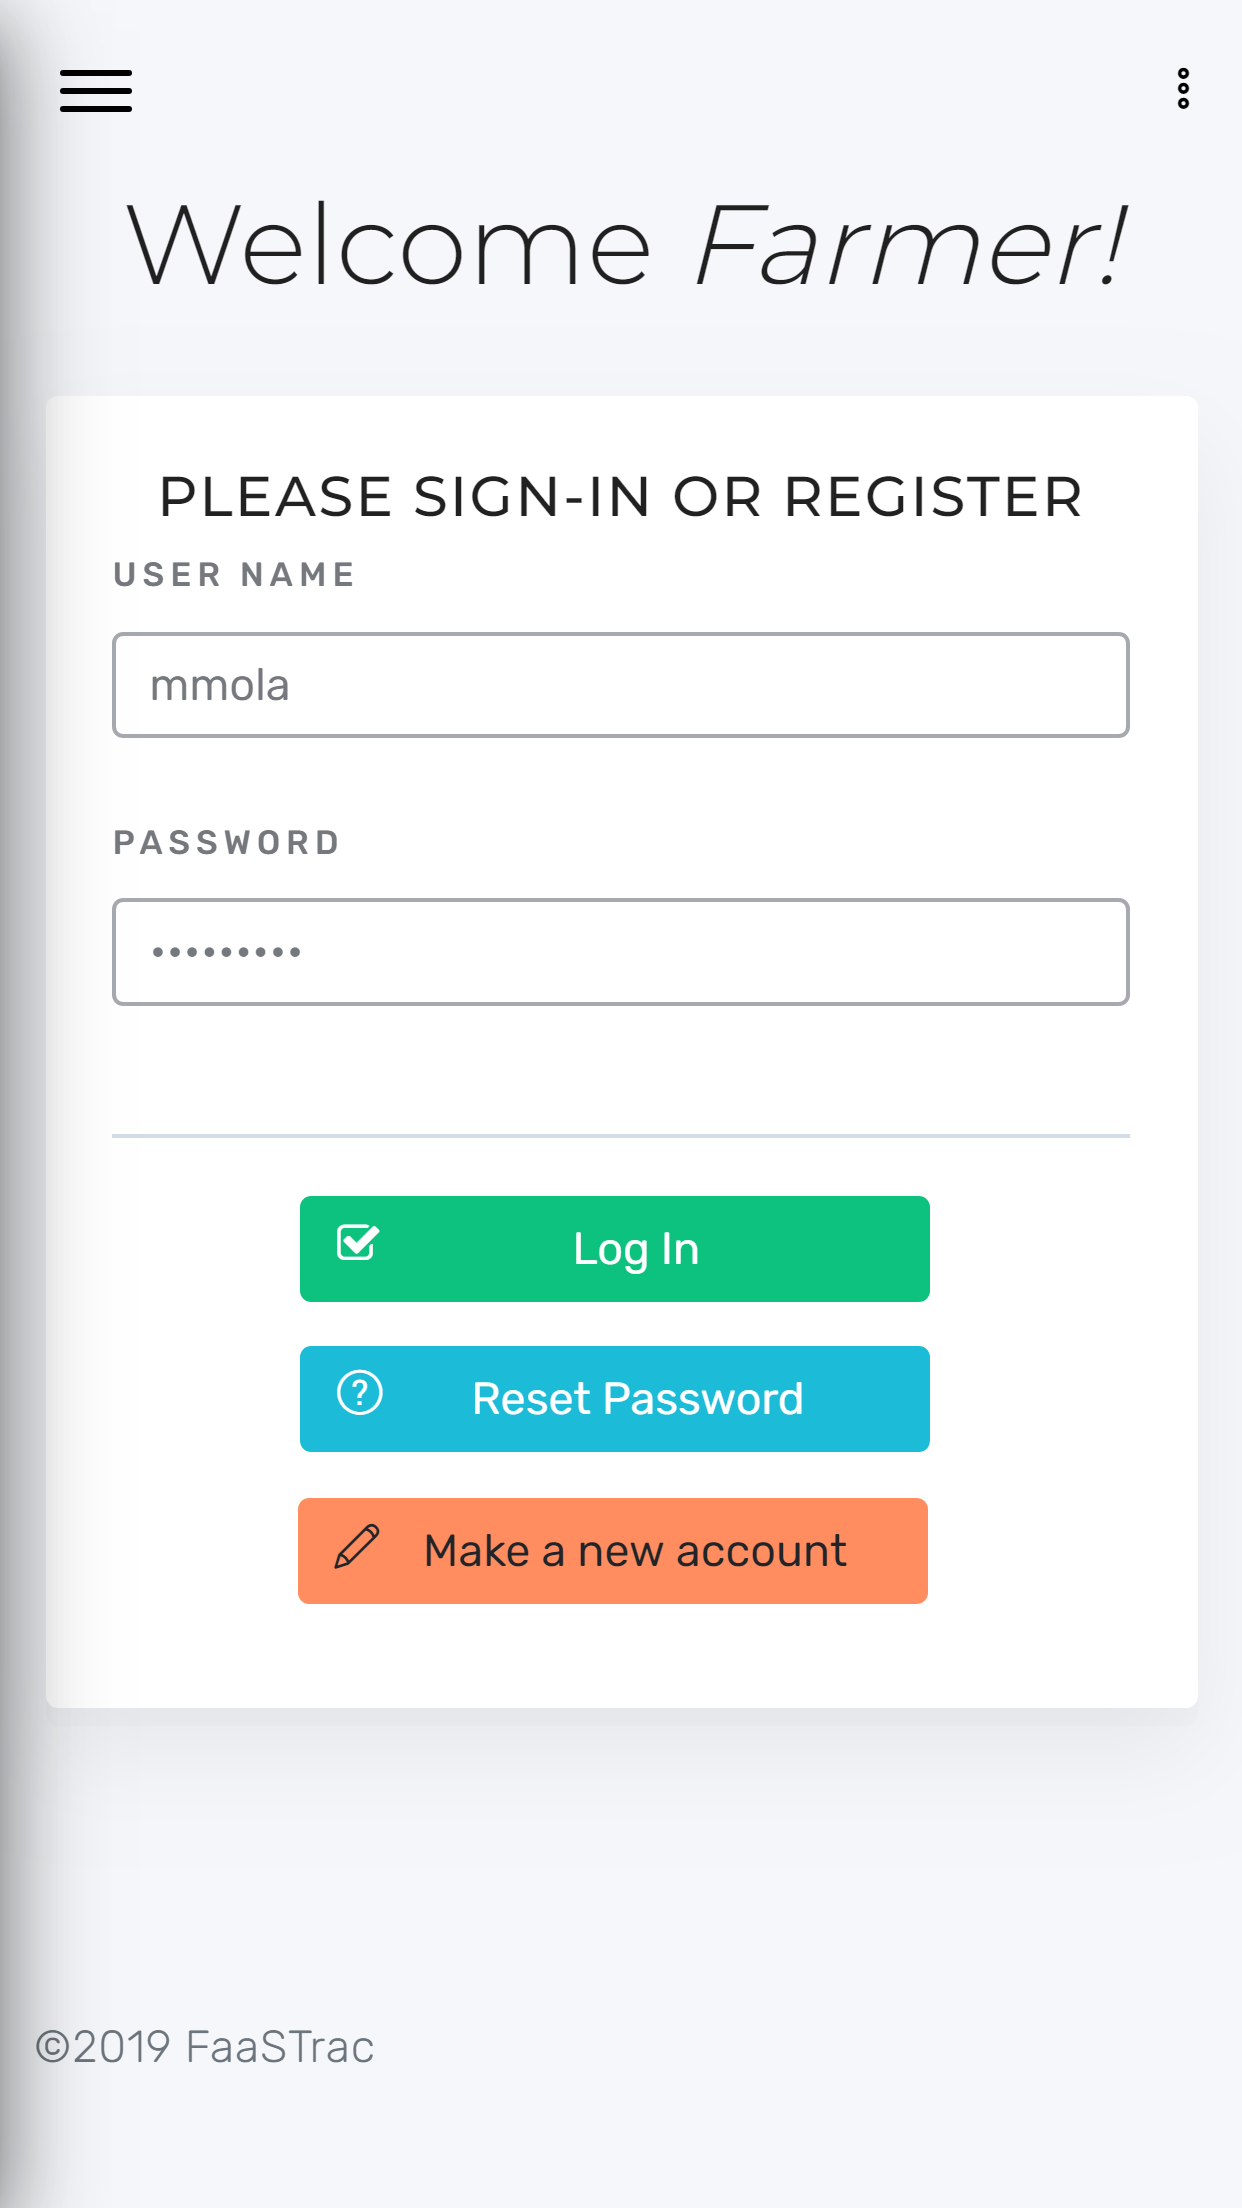 Welcome Farmer!
PLEASE SIGN-IN OR REGISTER
USER NAME
mmola
PASSWORD
•••••••••
Log In
Reset Password
Make a new account
©2019 FaaSTrac